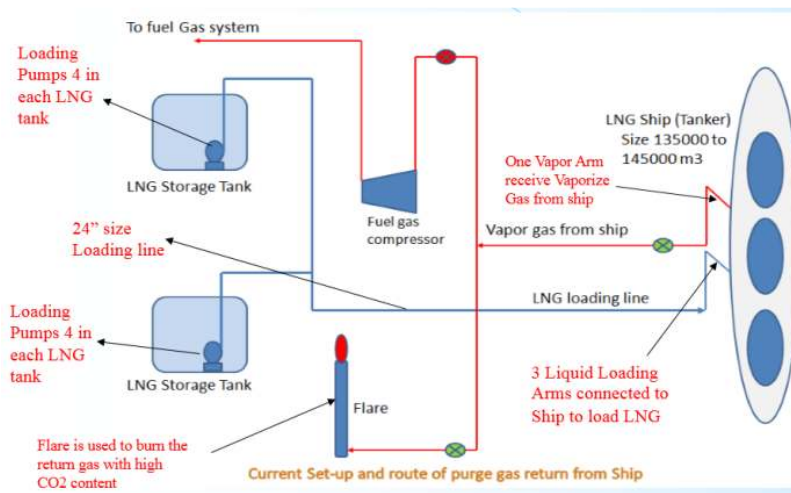 To fuel Gas system
Loading
Pumps 4 in
each LNG
tank
LNG Storage Tank
Fuel gas
compressor
LNG Ship (Tanker)
Size 135000 to
145000 m3
One Vapor Arm
receive Vaporize
Gas from ship
24” size
Loading line
Vapor gas from ship
LNG loading line
Loading
Pumps 4 in
each LNG
tank
LNG Storage Tank
Flare
3 Liquid Loading
Arms connected to
Ship to load LNG
Flare is used to burn the
return gas with high
CO2 content
Current Set-up and route of purge gas return from Ship